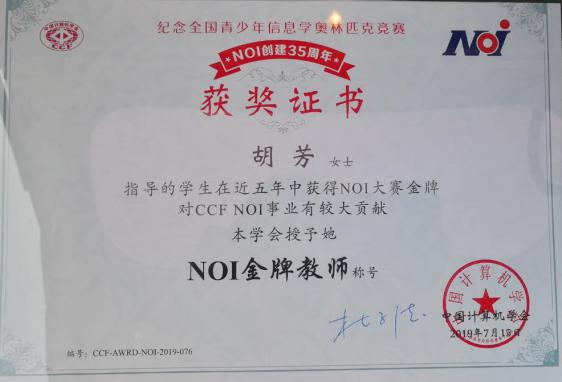 纪念全国青少年信息学奥林匹克竞赛
NOI创建35周年
NOI
CCF
获奖证书
胡芳 女士
指导的学生在近五年中获得NOI大赛金牌
对CCF NOI事业有较大贡献
本学会授予她
NOI金牌教师 称号
中国计算机学会
中国计算机学会
2019年7月15日
编号：CCF-AWRD-NOI-2019-076